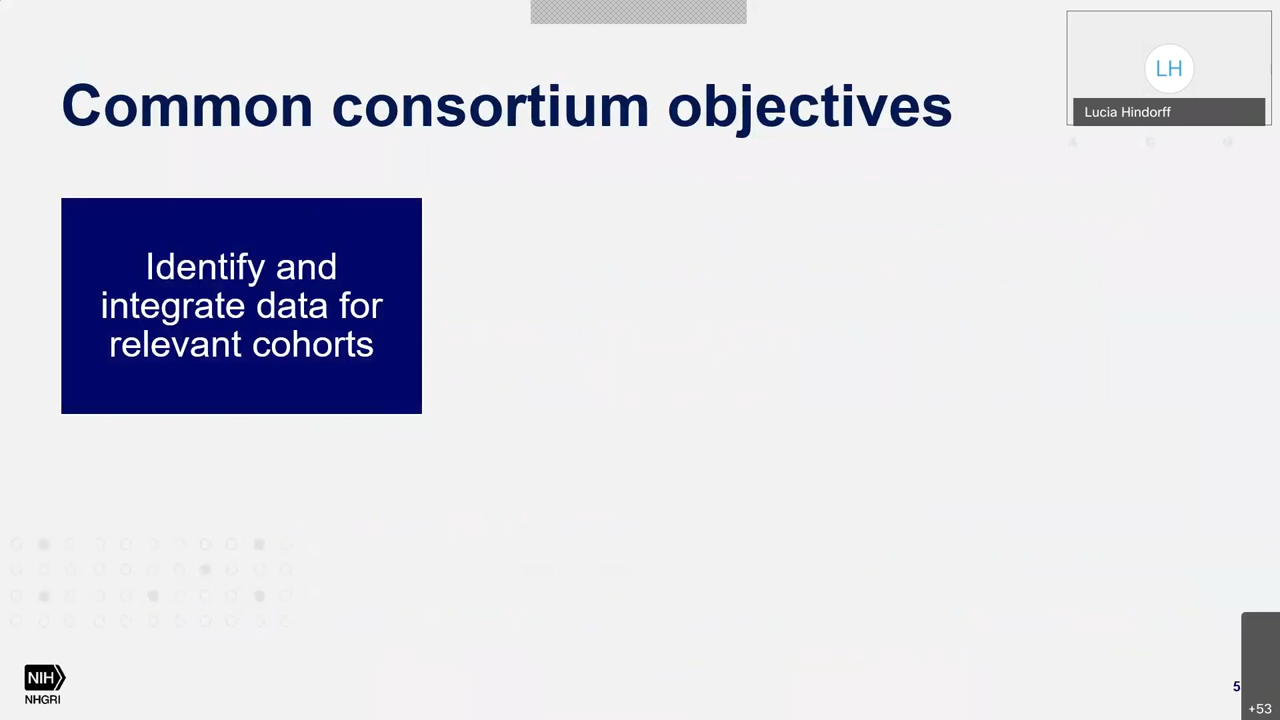 Common consortium objectives
LH
Lucia Hindorff
Identify and
integrate data for
relevant cohorts
NIH
NHGRI
5
+53